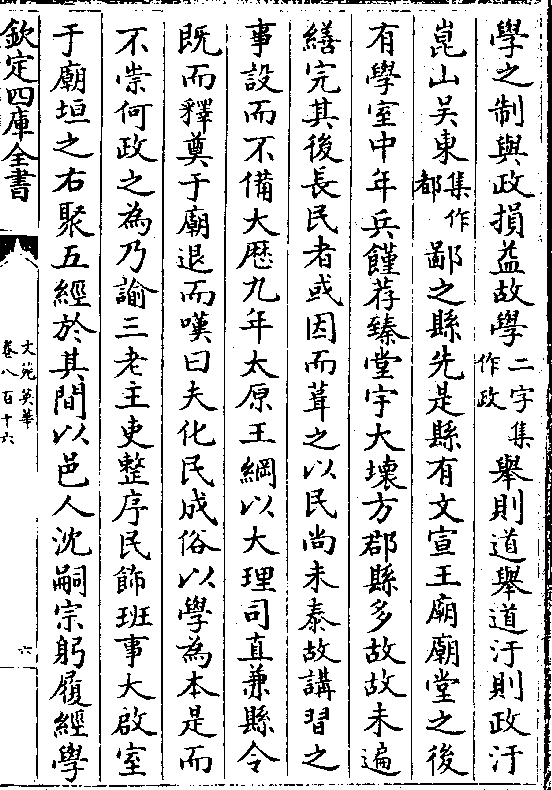 學之制與政損益故學二字集作政舉則道舉道汙則政汙
崑山吴東集作都鄙之縣先是縣有文宣王廟廟堂之後
有學室中年兵饉荐臻堂宇大壞方郡縣多故故未遍
繕完其後長民者或因而葺之以民尚未泰故講習之
事設而不備大厯九年太原王綱以大理司直兼縣令
既而釋奠于廟退而嘆曰夫化民成俗以學為本是而
不崇何政之為乃諭三老主吏整序民飾班事大啟室
于廟垣之右聚五經於其間以邑人沈嗣宗躬履經學
欽定四庫全書
文苑英華
卷八百十六
六